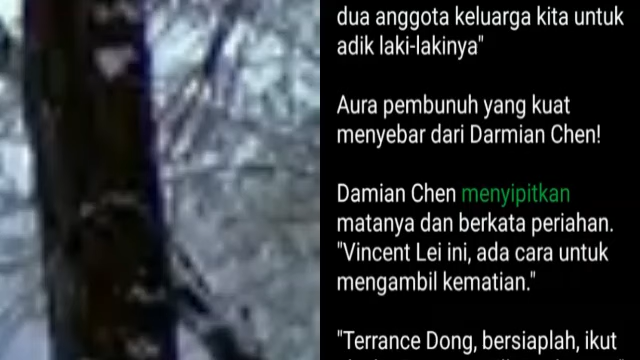 dua anggota keluarga kita untuk
adik laki-lakinya"
Aura pembunuh yang kuat
menyebar dari Darmian Chen!
Damian Chen menyipitkan
matanya dan berkata periahan.
"Vincent Lei ini, ada cara untuk
mengambil kematian."
"Terrance Dong, bersiaplah, ikut